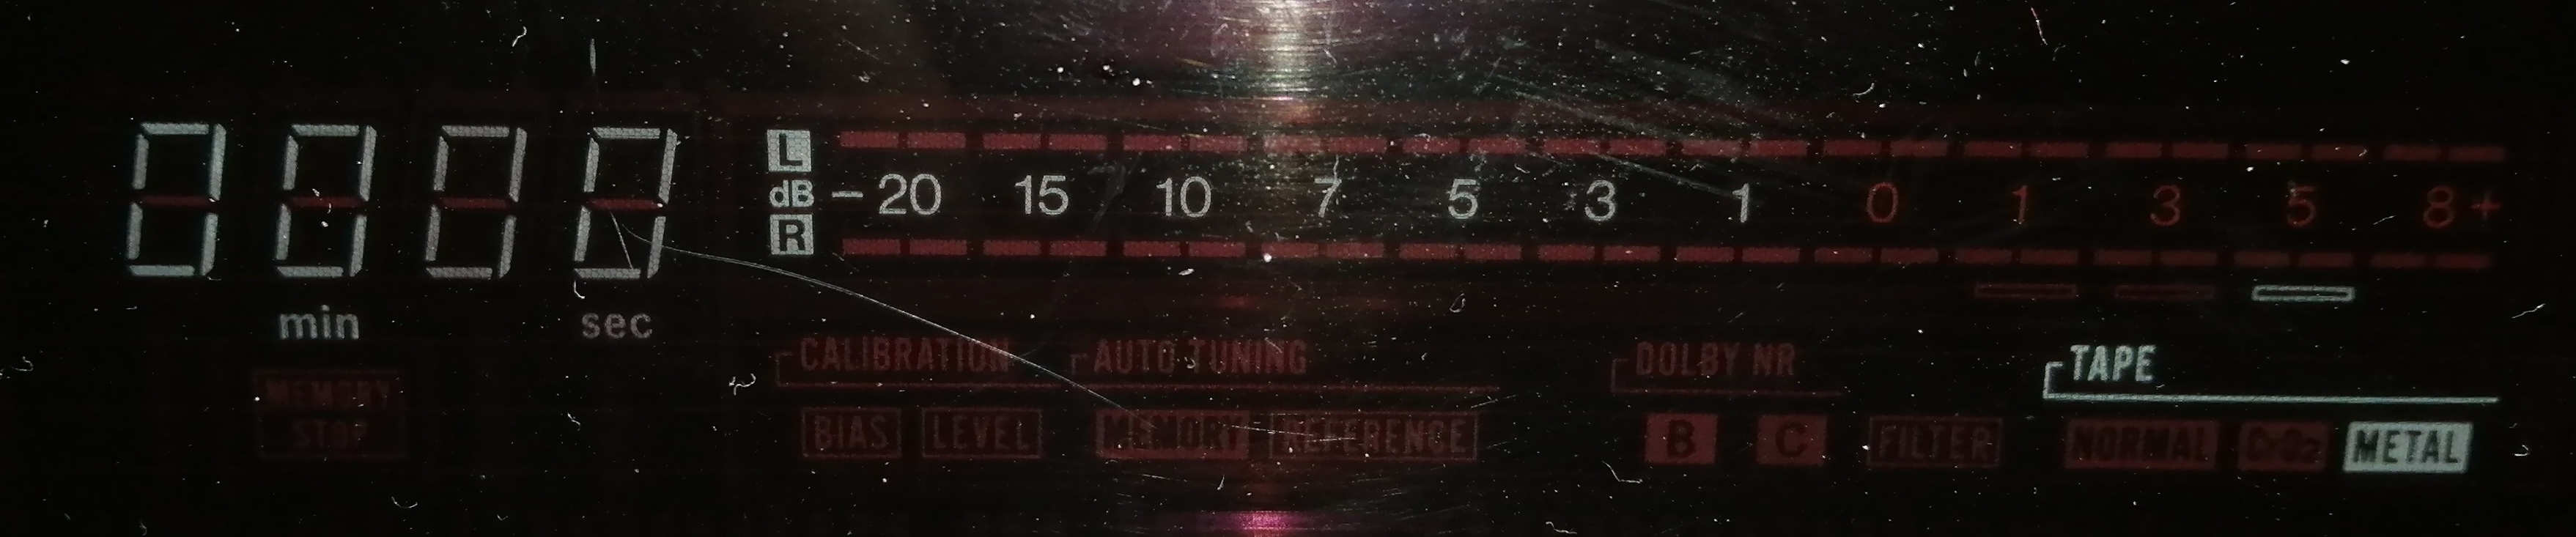 0000
L
dB -20 15 10 7 5 3 1 0 1 3 5 8+
R
min sec
CALIBRATION AUTO TUNING DOLBY NR TAPE
MEMORY
STOP
BIAS LEVEL MEMORY REFERENCE B C FILTER NORMAL CrO2 METAL